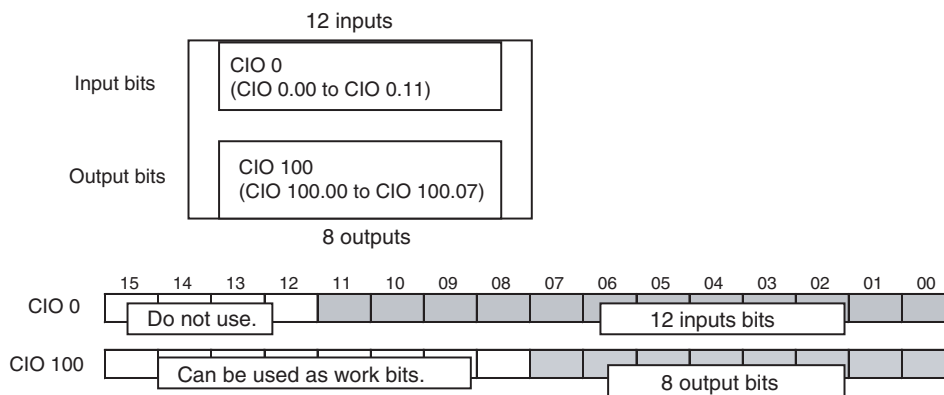 12 inputs
Input bits
CIO 0
(CIO 0.00 to CIO 0.11)
Output bits
CIO 100
(CIO 100.00 to CIO 100.07)
8 outputs
15 14 13 12 11 10 09 08 07 06 05 04 03 02 01 00
CIO 0 Do not use. 12 inputs bits
CIO 100 Can be used as work bits. 8 output bits